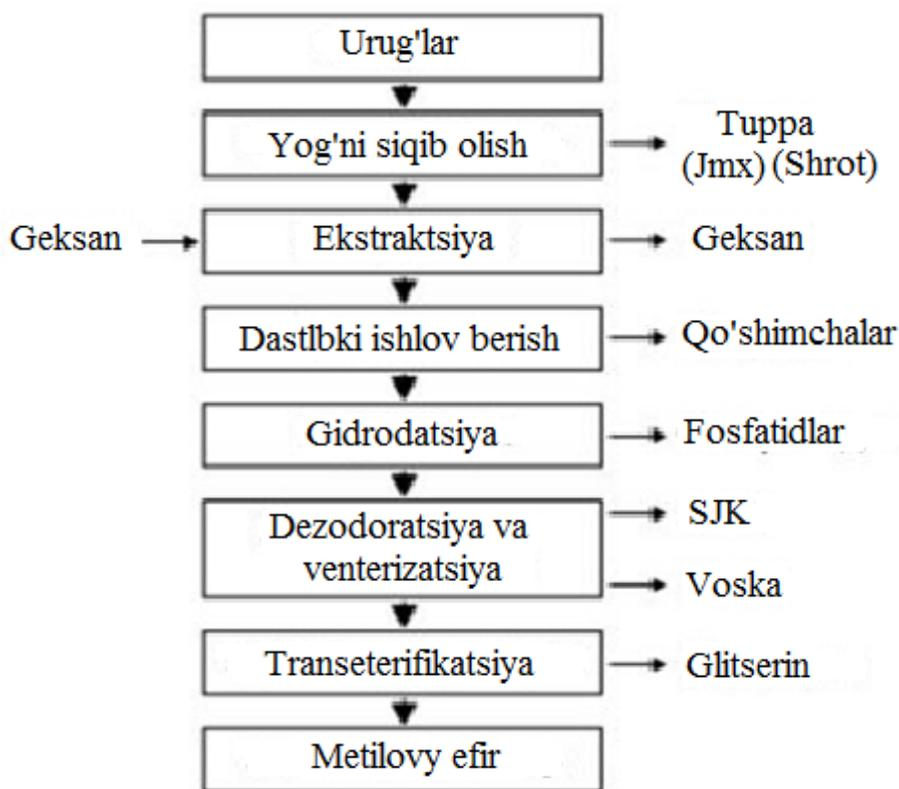 Urug'lar
Yog'ni siqib olish
Tuppa
(Jmx) (Shrot)
Geksan
Ekstraktsiya
Geksan
Dastlbki ishlov berish
Qo'shimchalar
Gidrodatsiya
Fosfatidlar
Dezodoratsiya va
venterizatsiya
SJK
Voska
Transeterifikatsiya
Glitserin
Metilovy efir